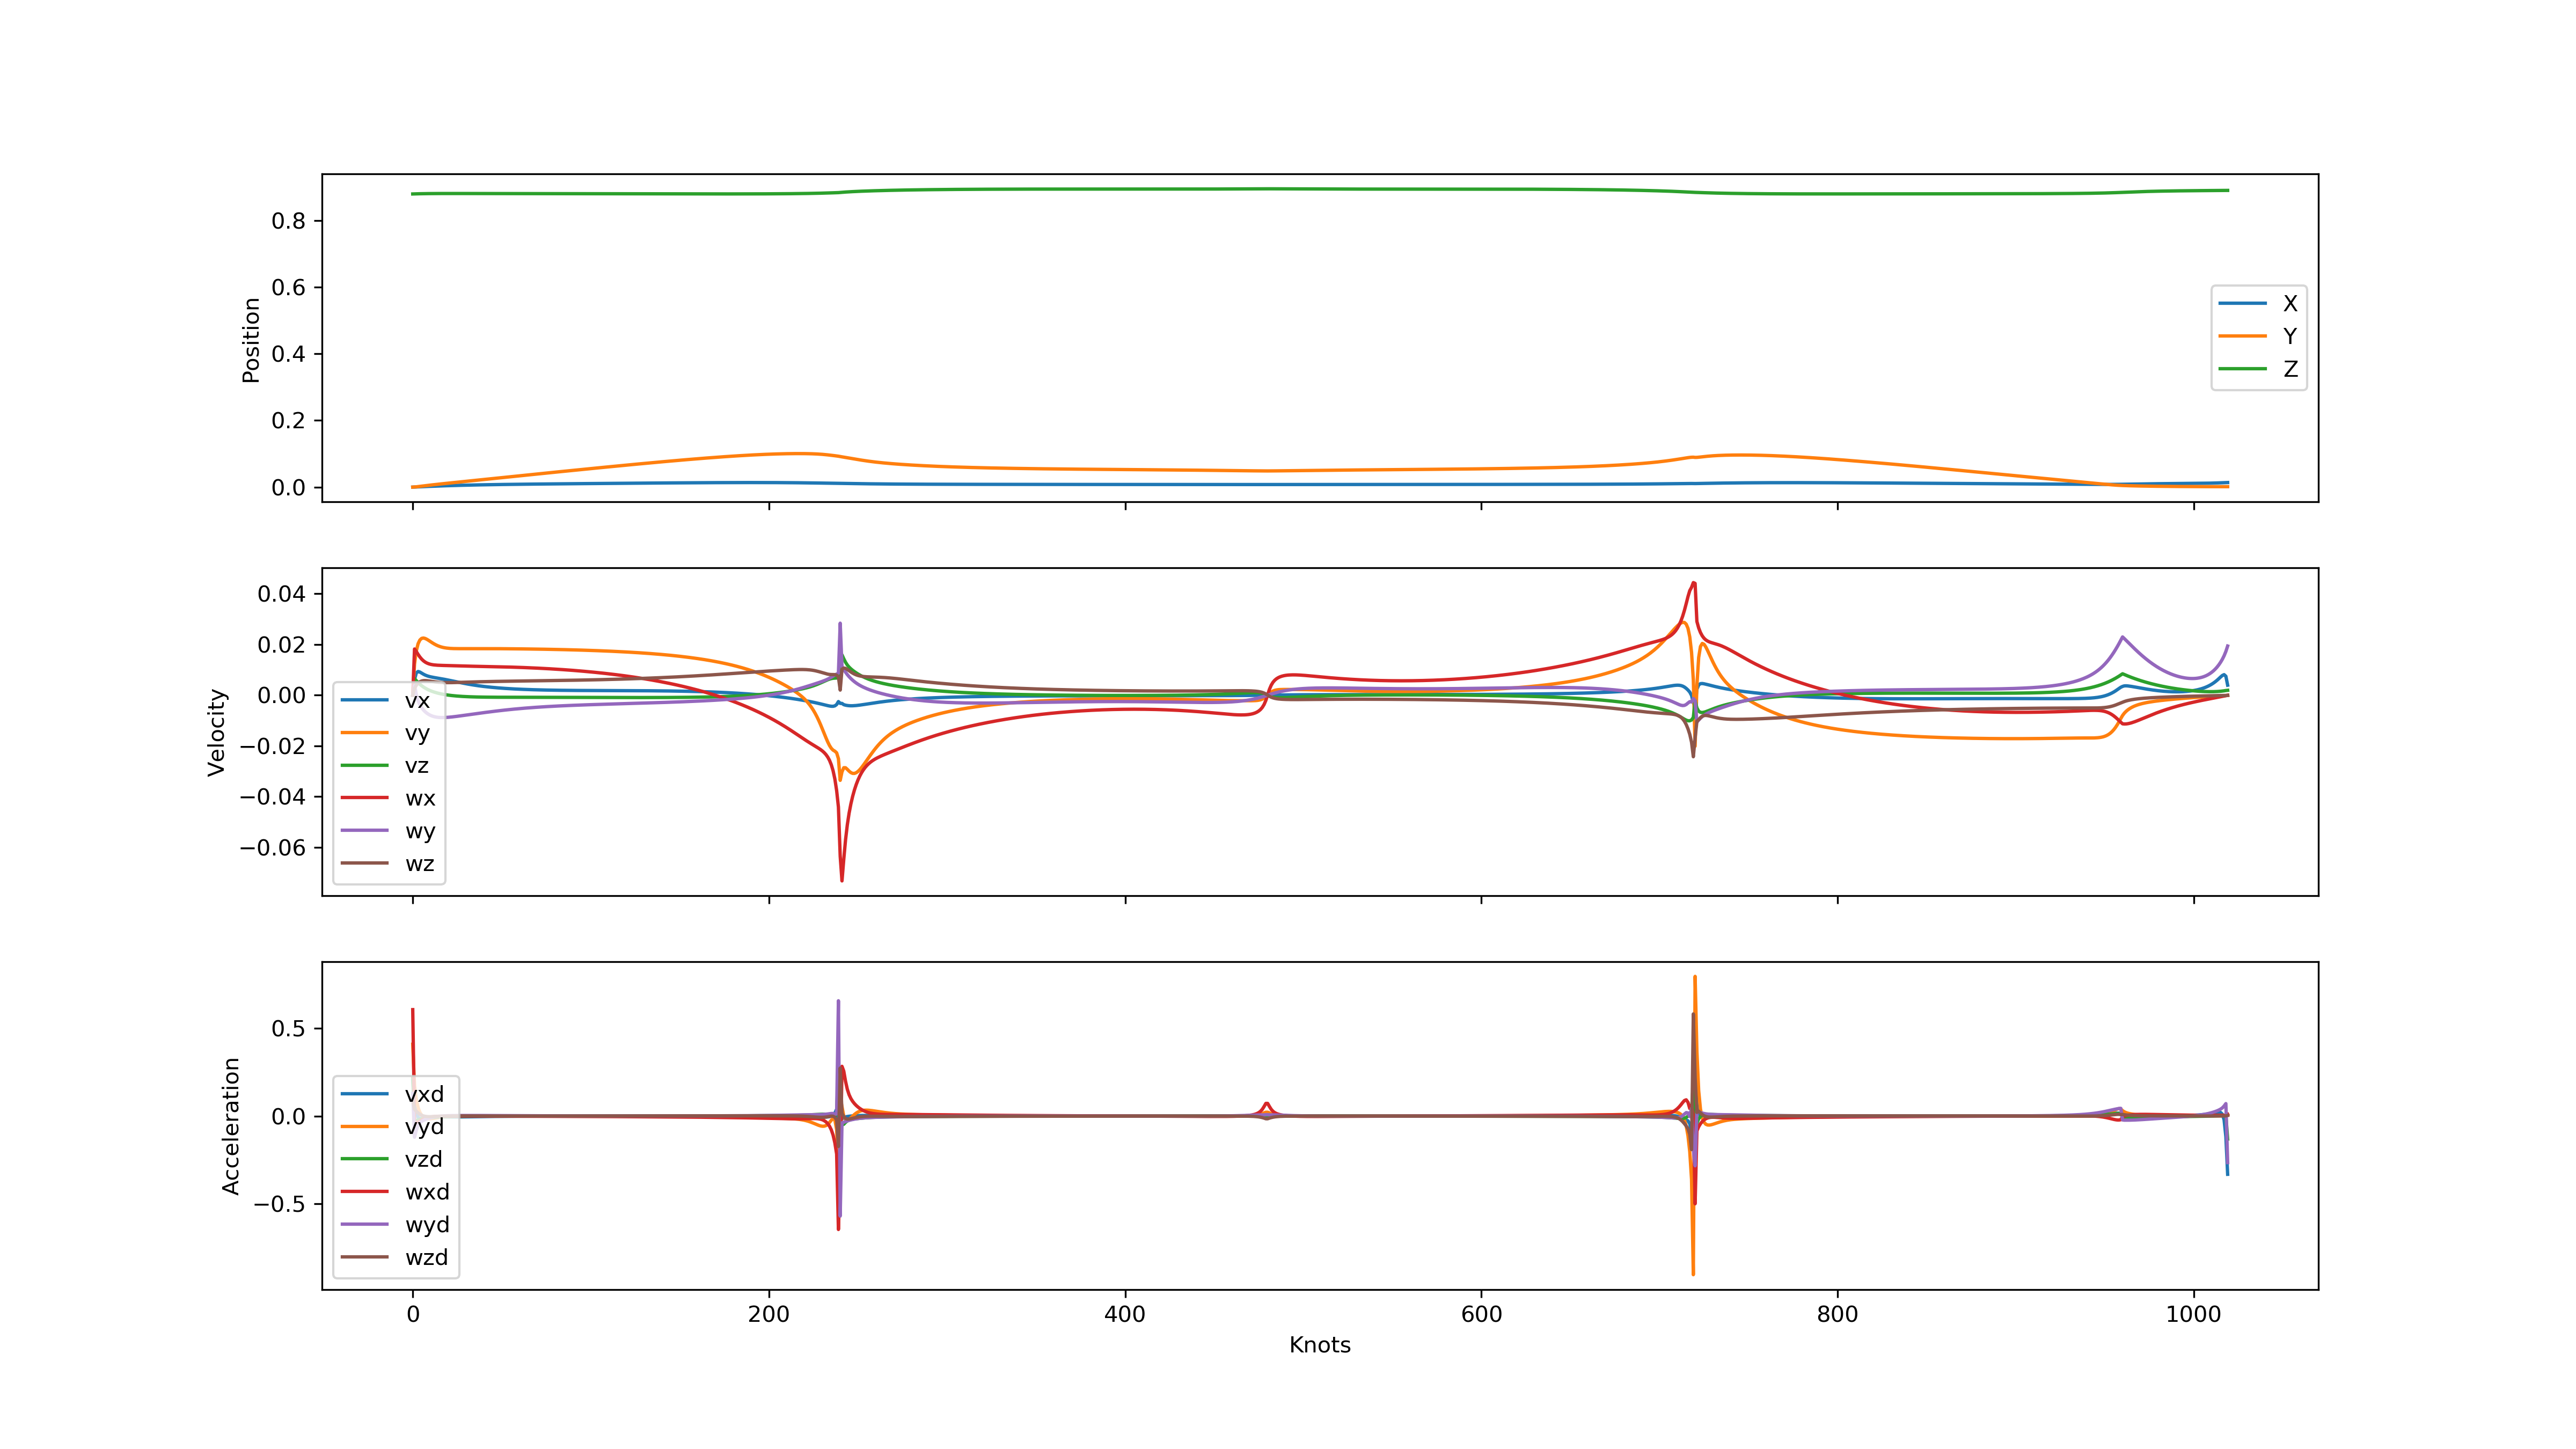 Position
0.8
0.6
0.4
0.2
0.0
X
Y
Z
Velocity
0.04
0.02
0.00
−0.02
−0.04
−0.06
vx
vy
vz
wx
wy
wz
Acceleration
0.5
0.0
−0.5
vxd
vyd
vzd
wxd
wyd
wzd
0 200 400 600 800 1000
Knots